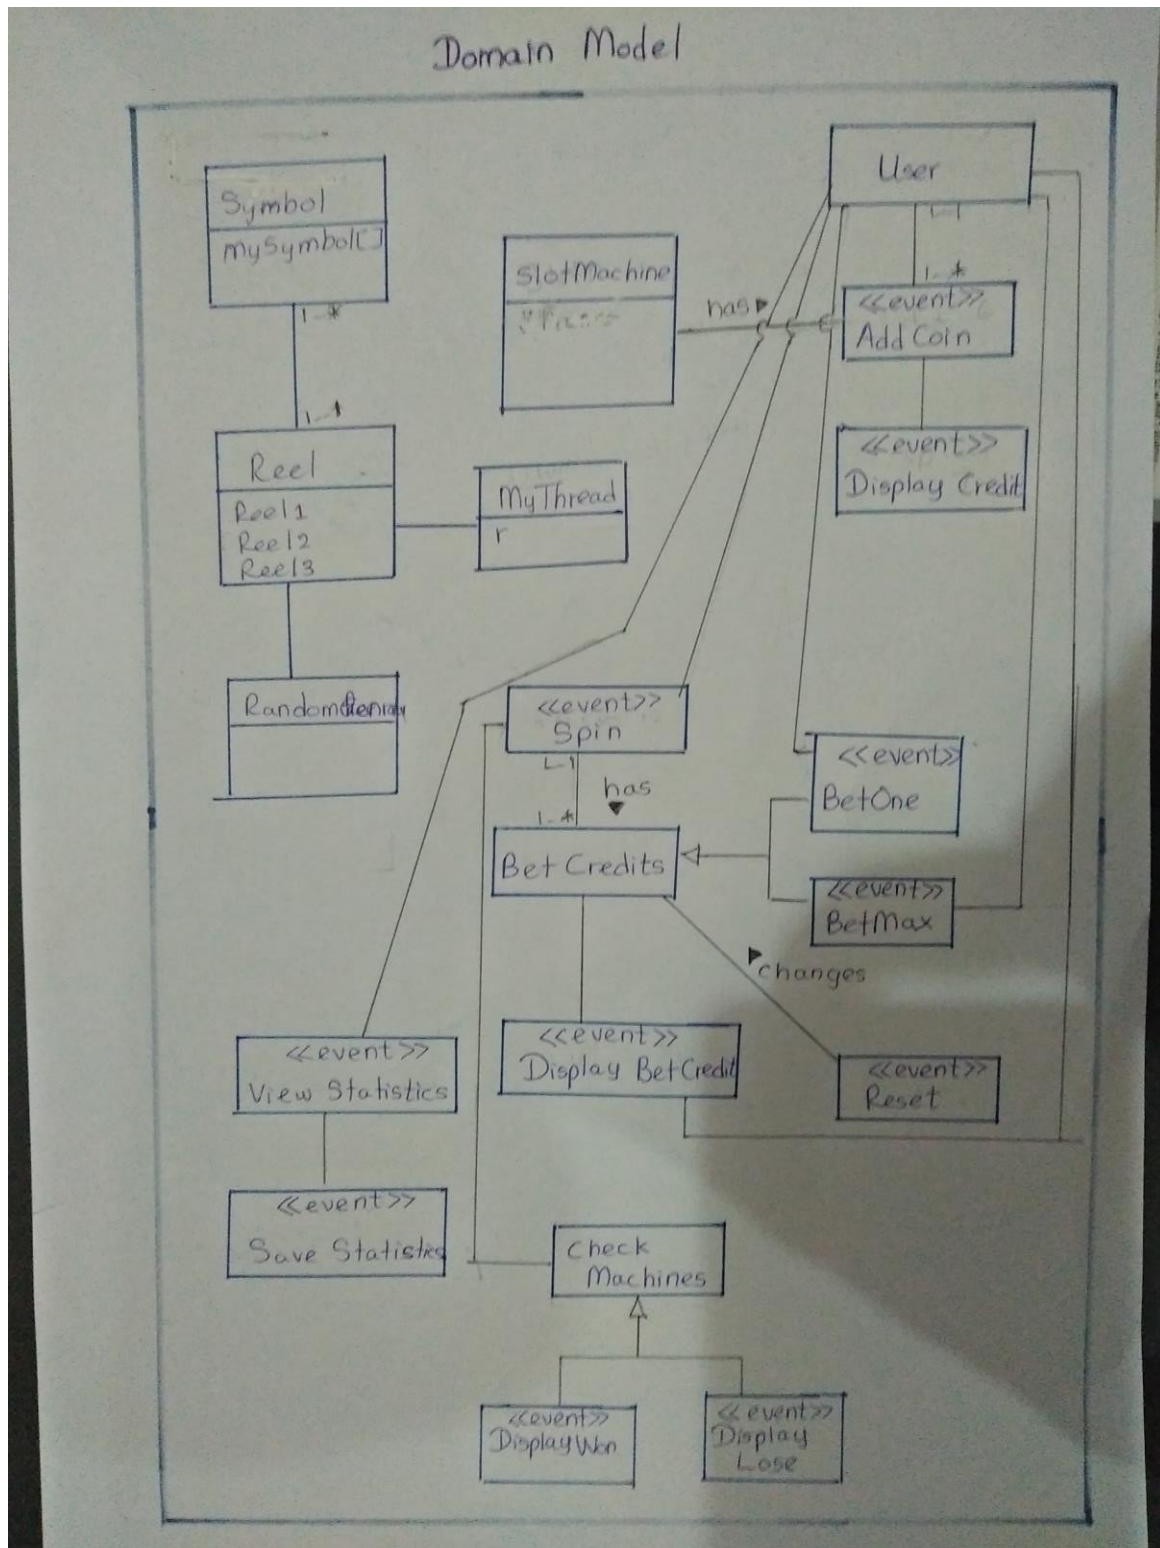 Domain Model
User
1-1
1-*
Symbol
mySymbol[]
1-*
1-1
SlotMachine
has
<<event>>
Add Coin
<<event>>
Display Credit
Reel
Reel1
Reel2
Reel3
MyThread
r
<<event>>
Spin
1-1
has
1-*
Bet Credits
<<event>>
BetOne
<<event>>
BetMax
changes
<<event>>
View Statistics
<<event>>
Display BetCredit
<<event>>
Reset
<<event>>
Save Statistics
Check
Machines
<<event>>
DisplayWon
<<event>>
Display
Lose